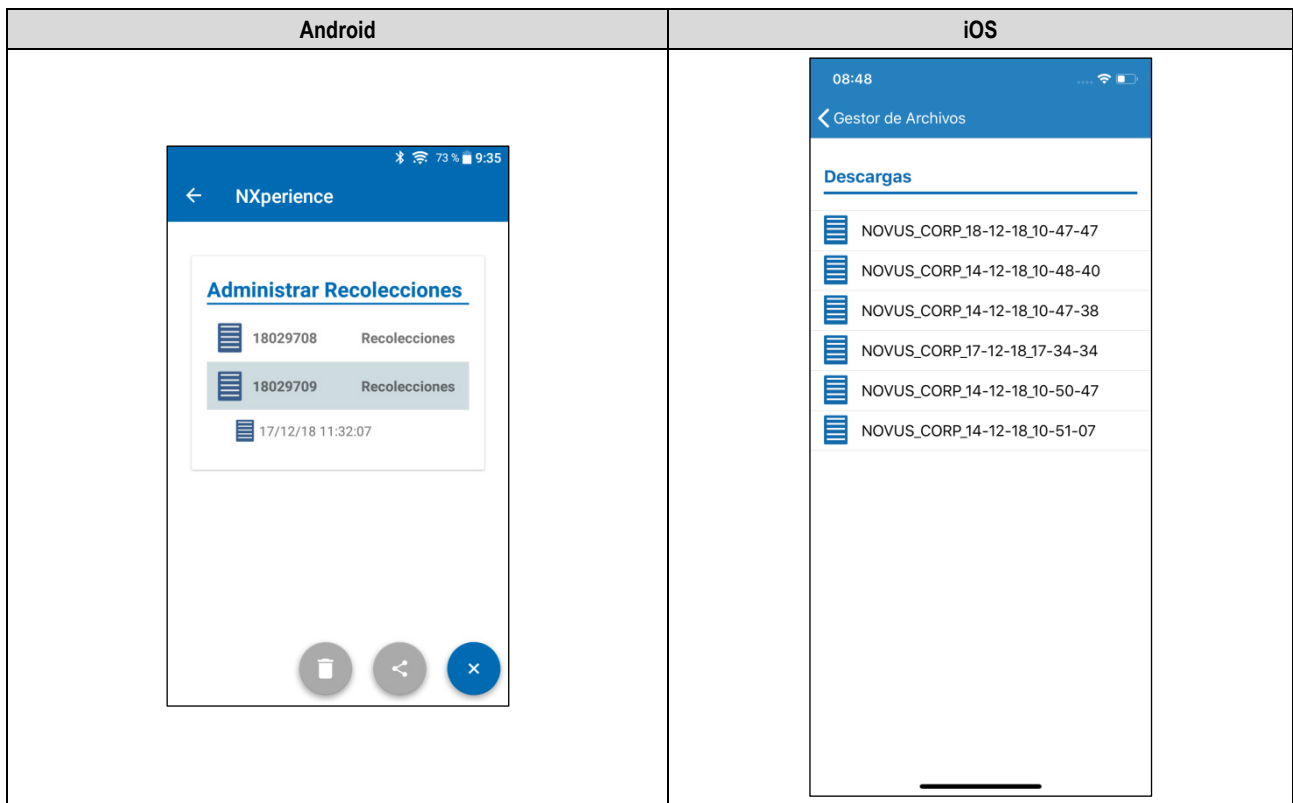 Android
iOS
73 % 9:35
NXperience
Administrar Recolecciones
18029708 Recolecciones
18029709 Recolecciones
17/12/18 11:32:07
08:48
Gestor de Archivos
Descargas
NOVUS_CORP_18-12-18_10-47-47
NOVUS_CORP_14-12-18_10-48-40
NOVUS_CORP_14-12-18_10-47-38
NOVUS_CORP_17-12-18_17-34-34
NOVUS_CORP_14-12-18_10-50-47
NOVUS_CORP_14-12-18_10-51-07